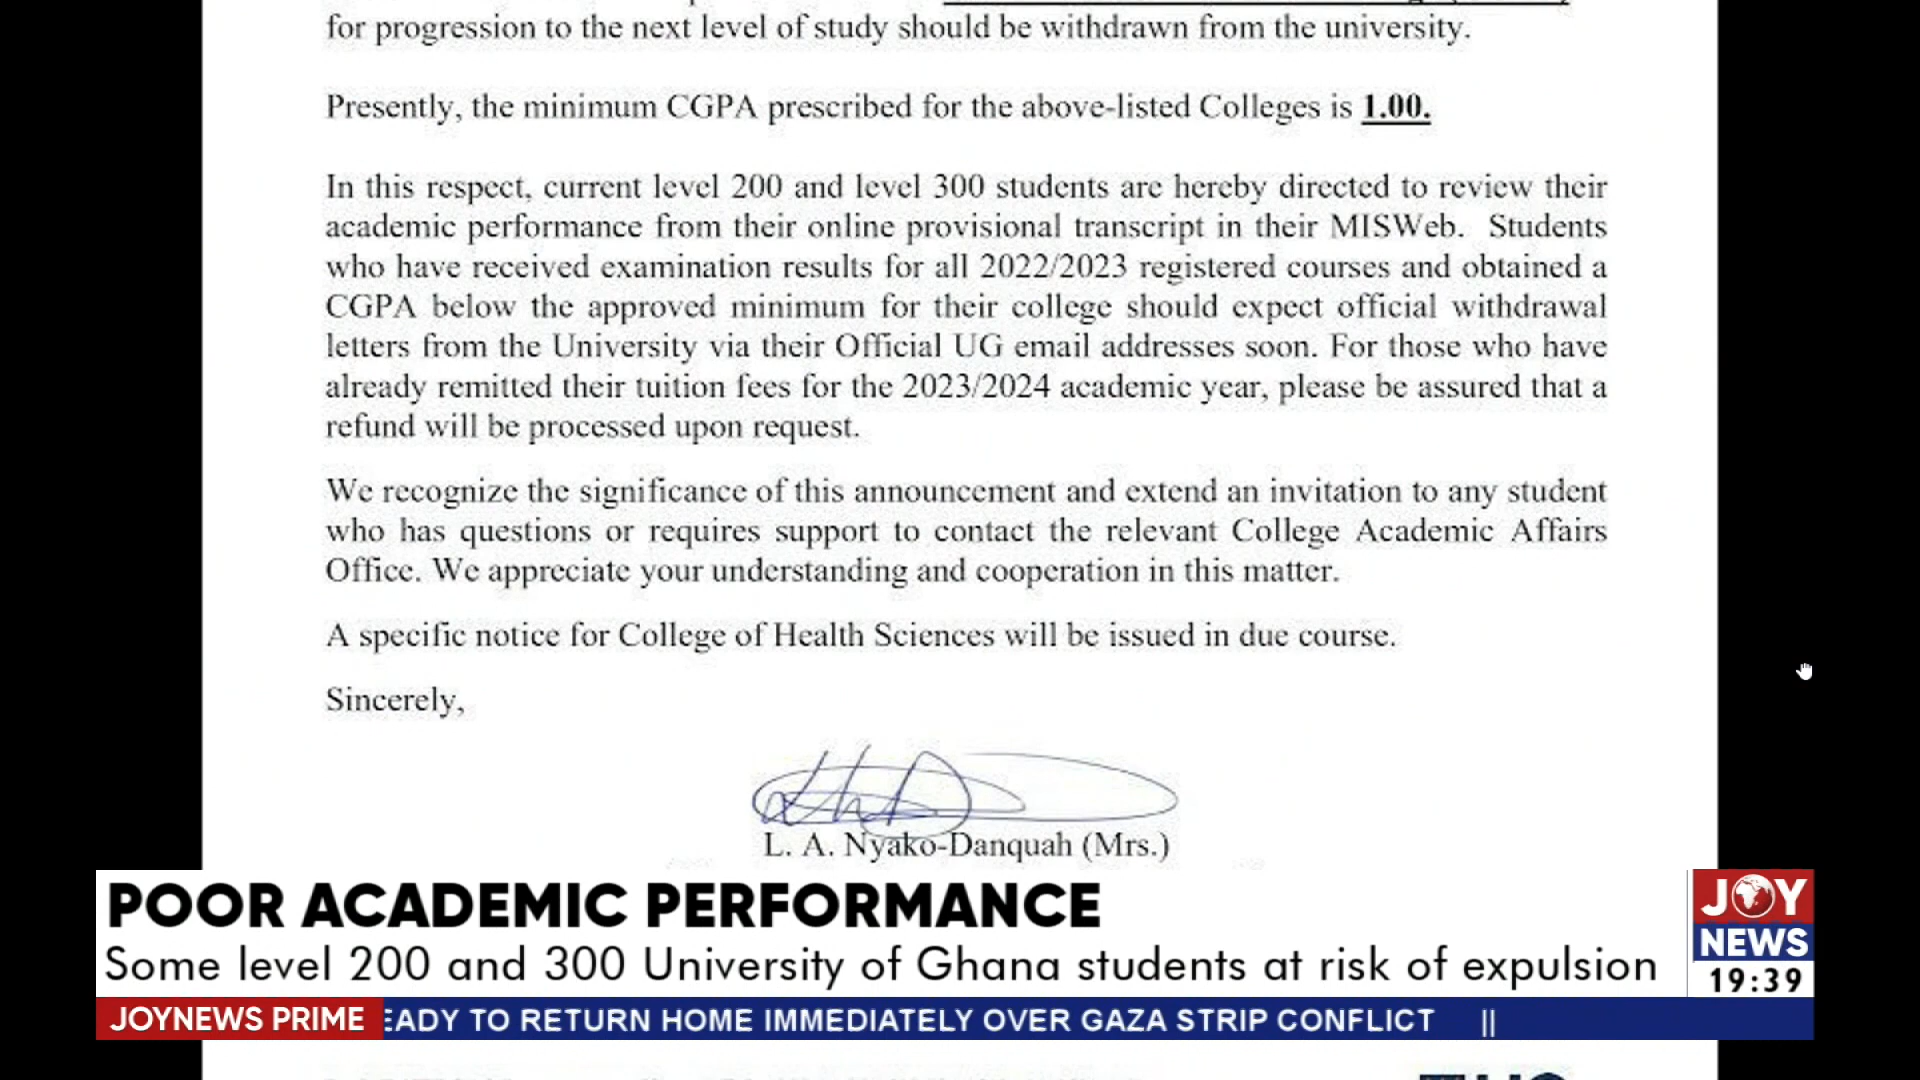 for progression to the next level of study should be withdrawn from the university.
Presently, the minimum CGPA prescribed for the above-listed Colleges is 1.00.
In this respect, current level 200 and level 300 students are hereby directed to review their
academic performance from their online provisional transcript in their MISWeb. Students
who have received examination results for all 2022/2023 registered courses and obtained a
CGPA below the approved minimum for their college should expect official withdrawal
letters from the University via their Official UG email addresses soon. For those who have
already remitted their tuition fees for the 2023/2024 academic year, please be assured that a
refund will be processed upon request.
We recognize the significance of this announcement and extend an invitation to any student
who has questions or requires support to contact the relevant College Academic Affairs
Office. We appreciate your understanding and cooperation in this matter.
A specific notice for College of Health Sciences will be issued in due course.
Sincerely,
L. A. Nyako-Danquah (Mrs.)
POOR ACADEMIC PERFORMANCE
Some level 200 and 300 University of Ghana students at risk of expulsion
JOY
NEWS
19:39
JOYNEWS PRIME
EADY TO RETURN HOME IMMEDIATELY OVER GAZA STRIP CONFLICT ||